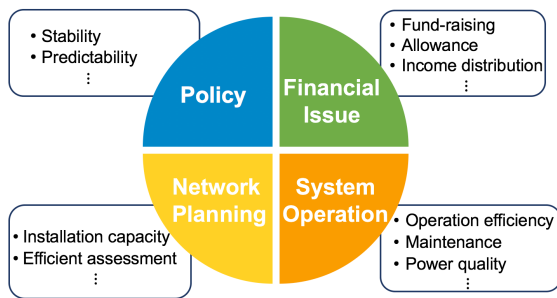 • Stability
• Predictability
⋮
Policy
Financial
Issue
• Fund-raising
• Allowance
• Income distribution
⋮
• Installation capacity
• Efficient assessment
⋮
Network
Planning
System
Operation
• Operation efficiency
• Maintenance
• Power quality
⋮